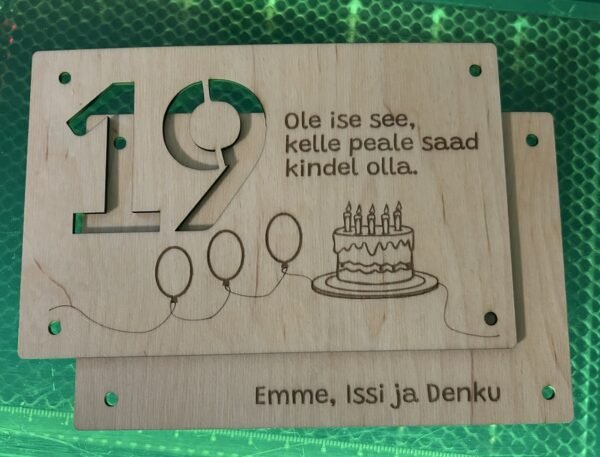 19
Ole ise see,
kelle peale saad
kindel olla.
Emme, Issi ja Denku